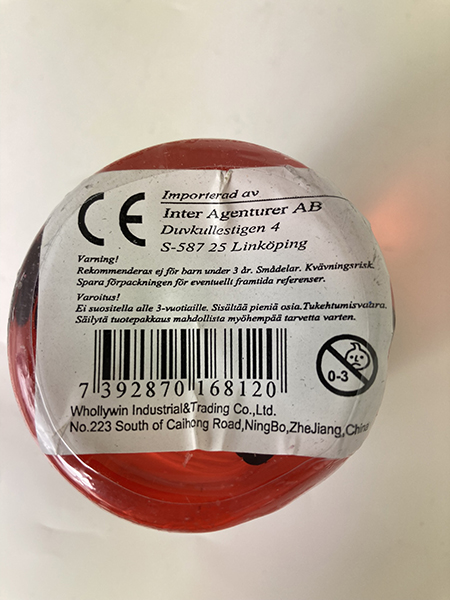 CE
Importerad av
Inter Agenturer AB
Duvkullestigen 4
S-587 25 Linköping
Varning!
Rekommenderas ej för barn under 3 år. Smådelar. Kvävningsrisk.
Spara förpackningen för eventuellt framtida referenser.
Varoitus!
Ei suositella alle 3-vuotiaille. Sisältää pieniä osia. Tukehtumisvaara.
Säilytä tuotepakkaus mahdollista myöhempää tarvetta varten.
0-3
7 392870 168120
Whollywin Industrial&Trading Co.,Ltd.
No.223 South of Caihong Road,NingBo,ZheJiang,China